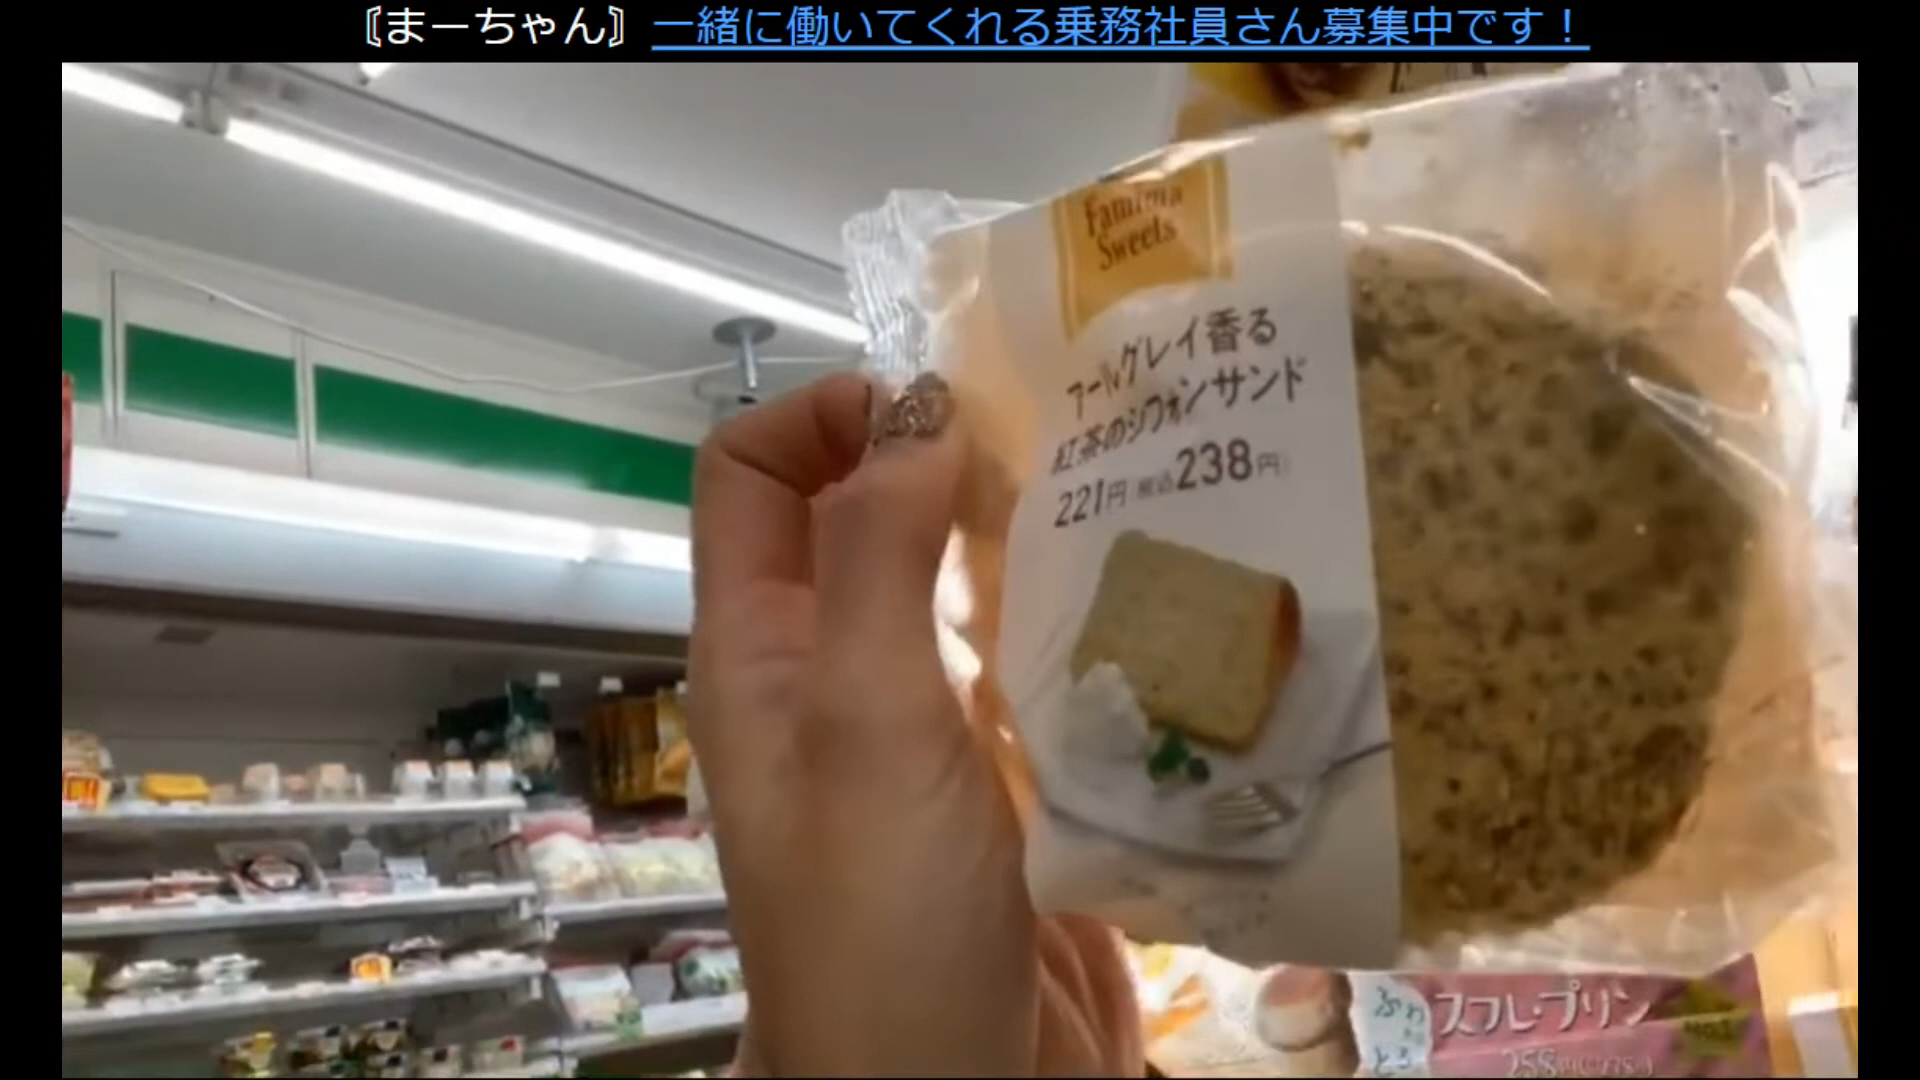 〘まーちゃん〙一緒に働いてくれる乗務社員さん募集中です！
Famima
Sweets
アールグレイ香る
紅茶のシフォンサンド
221円 税込238円
ふわ
とろ
スフレ・プリン